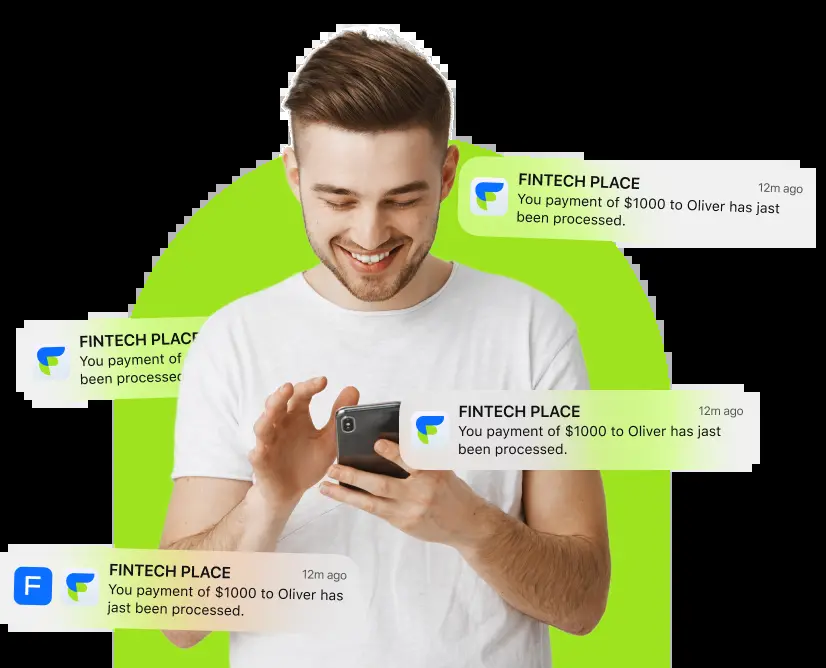 FINTECH PLACE
12m ago
You payment of $1000 to Oliver has jast
been processed.
FINTECH PLACE
You payment of
been processed
FINTECH PLACE
12m ago
You payment of $1000 to Oliver has jast
been processed.
F
FINTECH PLACE
12m ago
You payment of $1000 to Oliver has
jast been processed.